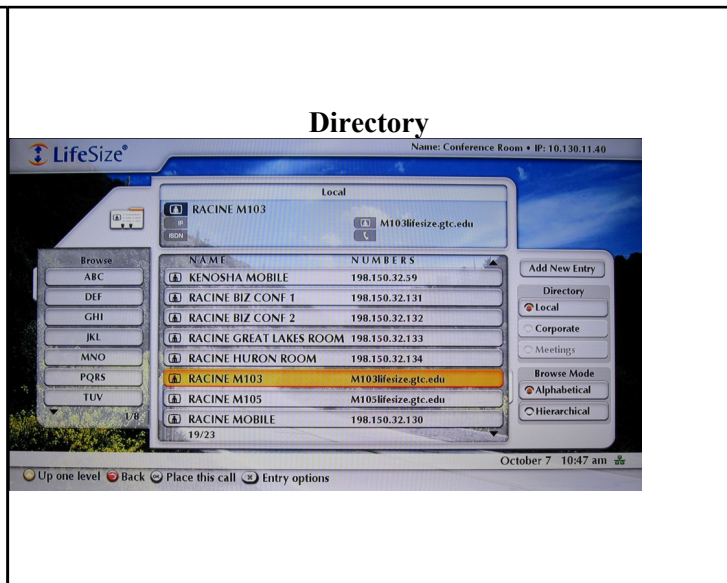 Directory
LifeSize®
Name: Conference Room • IP: 10.130.11.40
Local
RACINE M103
IP
ISDN
M103lifesize.gtc.edu
Browse
ABC
DEF
GHI
JKL
MNO
PQRS
TUV
1/8
NAME NUMBERS
KENOSHA MOBILE 198.150.32.59
RACINE BIZ CONF 1 198.150.32.131
RACINE BIZ CONF 2 198.150.32.132
RACINE GREAT LAKES ROOM 198.150.32.133
RACINE HURON ROOM 198.150.32.134
RACINE M103 M103lifesize.gtc.edu
RACINE M105 M105lifesize.gtc.edu
RACINE MOBILE 198.150.32.130
19/23
Add New Entry
Directory
Local
Corporate
Meetings
Browse Mode
Alphabetical
Hierarchical
October 7 10:47 am
Up one level Back OK Place this call Entry options